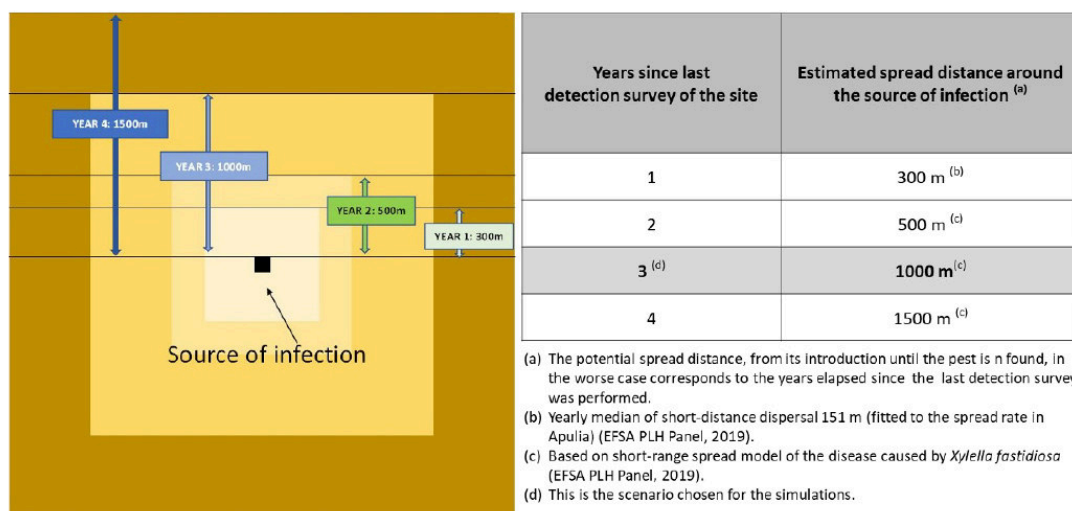 YEAR 4: 1500m
YEAR 3: 1000m
YEAR 2: 500m
YEAR 1: 300m
Source of infection
Years since last
detection survey of the site
Estimated spread distance around
the source of infection (a)
1
300 m (b)
2
500 m (c)
3 (d)
1000 m(c)
4
1500 m (c)
(a) The potential spread distance, from its introduction until the pest is n found, in
the worse case corresponds to the years elapsed since the last detection survey
was performed.
(b) Yearly median of short-distance dispersal 151 m (fitted to the spread rate in
Apulia) (EFSA PLH Panel, 2019).
(c) Based on short-range spread model of the disease caused by Xylella fastidiosa
(EFSA PLH Panel, 2019).
(d) This is the scenario chosen for the simulations.